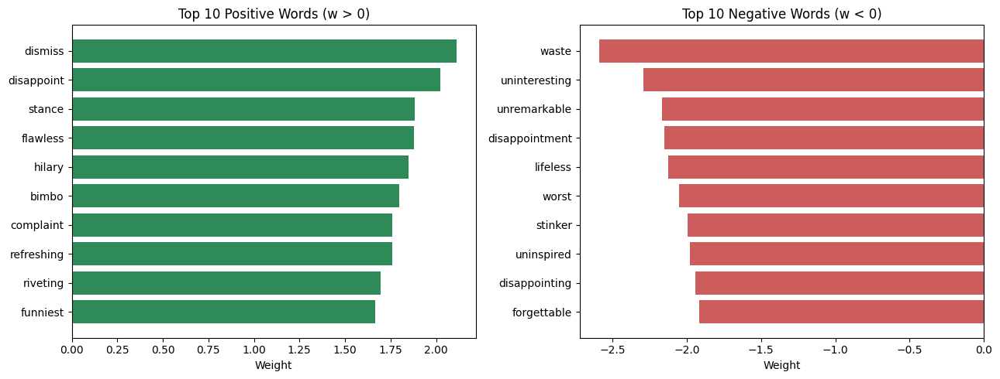 Top 10 Positive Words (w > 0)
dismiss
disappoint
stance
flawless
hilary
bimbo
complaint
refreshing
riveting
funniest
0.00 0.25 0.50 0.75 1.00 1.25 1.50 1.75 2.00
Weight
Top 10 Negative Words (w < 0)
waste
uninteresting
unremarkable
disappointment
lifeless
worst
stinker
uninspired
disappointing
forgettable
−2.5 −2.0 −1.5 −1.0 −0.5 0.0
Weight